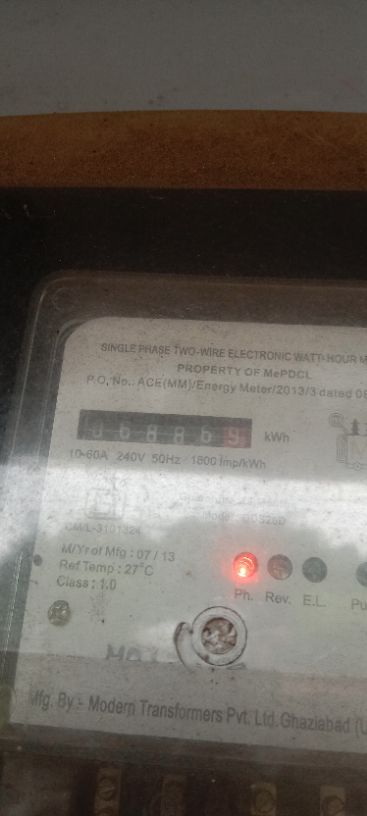 SINGLE PHASE TWO-WIRE ELECTRONIC WATT-HOUR M
PROPERTY OF MePDCL
P.O. No.: ACE(MM)/Energy Meter/2013/3 dated
kWh
10-60A 240V 50Hz 1800 Imp/kWh
CM/L-3101324
M/Yr of Mfg : 07 / 13
Ref Temp : 27°C
Class : 1.0
Ph. Rev. E.L. Pu
Mfg. By - Modern Transformers Pvt. Ltd. Ghaziabad (U